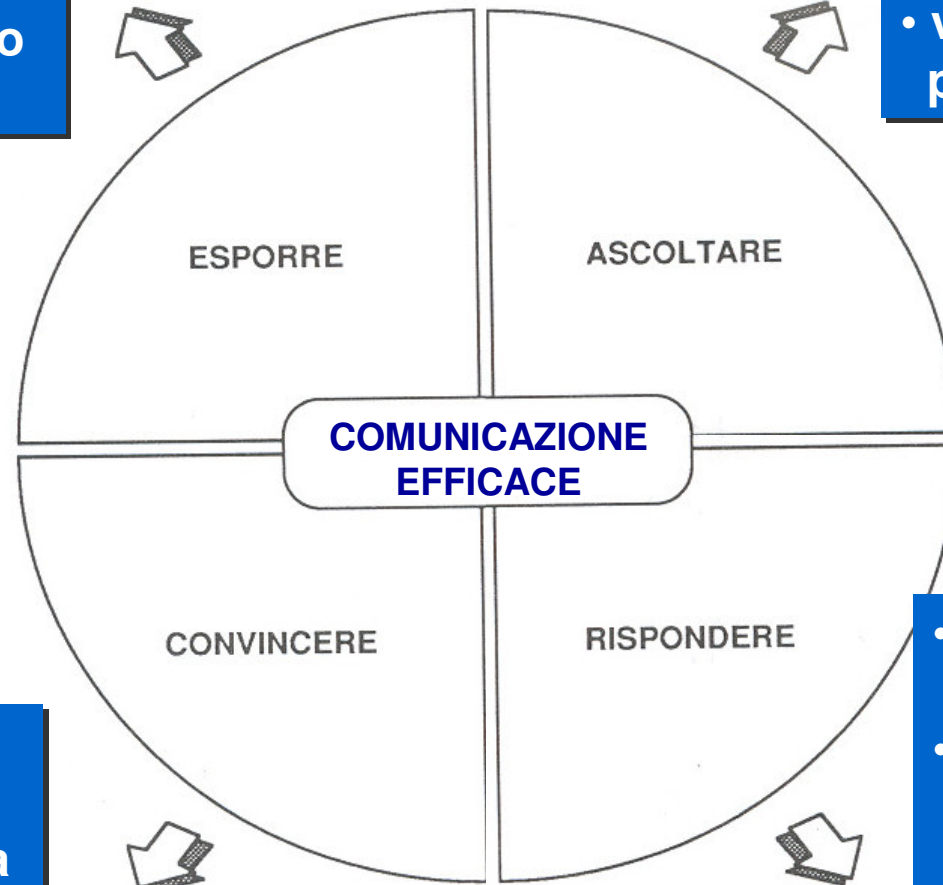 ESPORRE
ASCOLTARE
COMUNICAZIONE
EFFICACE
CONVINCERE
RISPONDERE